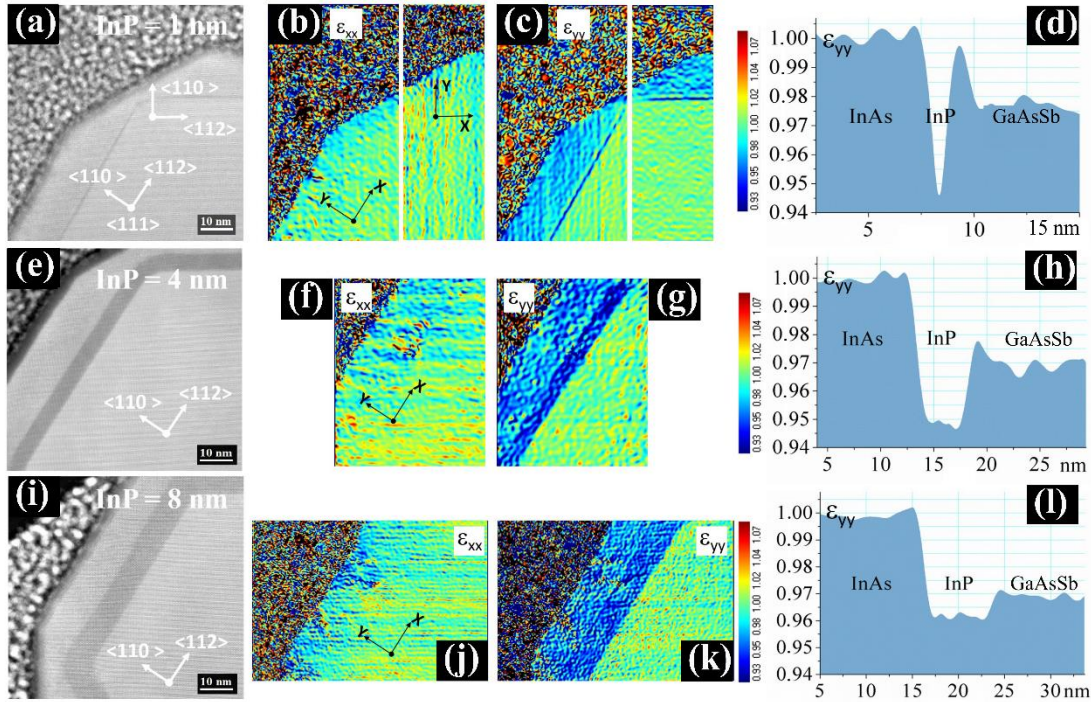 (a)
InP = 1 nm
<110 >
<112>
<110 >
<112>
<111>
10 nm
(b)
εxx
Y
X
X
Y
(c)
εyy
0.93 0.95 0.98 1.00 1.02 1.04 1.07
(d)
εyy
1.00
0.99
0.98
0.97
0.96
0.95
0.94
InAs
InP
GaAsSb
5 10 15 nm
(e)
InP = 4 nm
<110 >
<112>
10 nm
(f)
εxx
X
Y
εyy
(g)
0.93 0.95 0.98 1.00 1.02 1.04 1.07
(h)
εyy
1.00
0.99
0.98
0.97
0.96
0.95
0.94
InAs
InP
GaAsSb
5 10 15 20 25 nm
(i)
InP = 8 nm
<110 >
<112>
10 nm
εxx
X
Y
(j)
εyy
(k)
0.93 0.95 0.98 1.00 1.02 1.04 1.07
(l)
εyy
1.00
0.99
0.98
0.97
0.96
0.95
0.94
InAs
InP
GaAsSb
5 10 15 20 25 30 nm